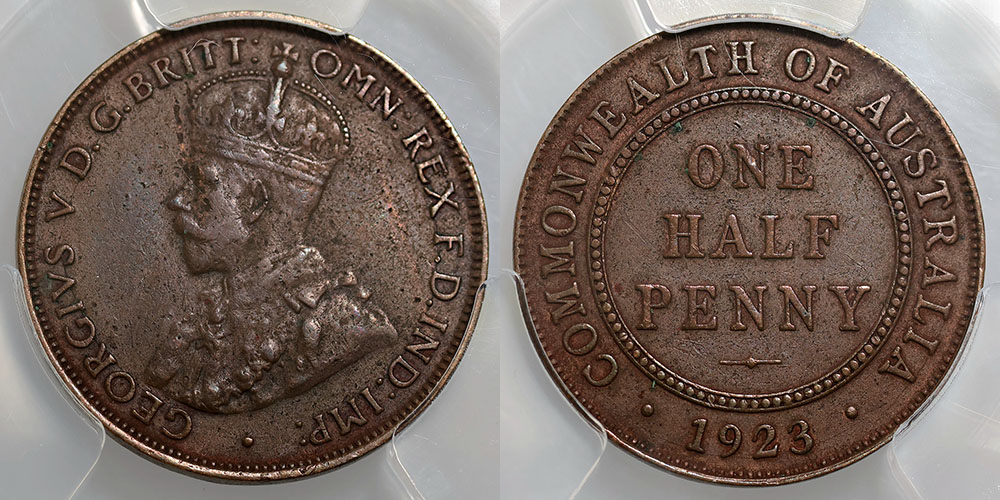 GEORGIVS V D.G.BRITT: OMN: REX F.D.IND:IMP:
COMMONWEALTH OF AUSTRALIA
ONE
HALF
PENNY
· 1923 ·